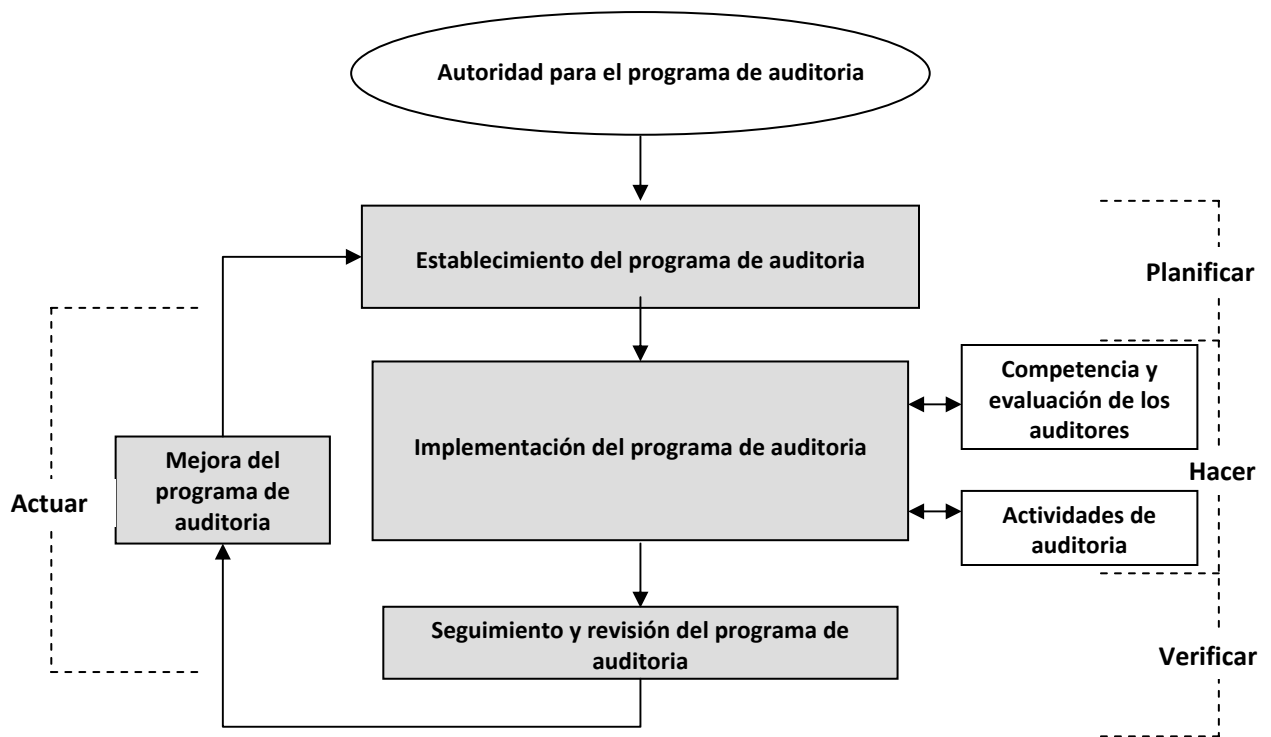 Autoridad para el programa de auditoria
Establecimiento del programa de auditoria
Planificar
Competencia y
evaluación de los
auditores
Implementación del programa de auditoria
Mejora del
programa de
auditoria
Actuar
Hacer
Actividades de
auditoria
Seguimiento y revisión del programa de
auditoria
Verificar